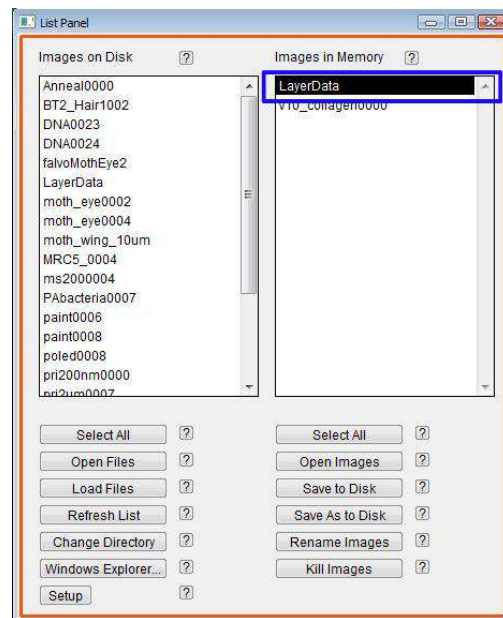 List Panel
Images on Disk ?
Images in Memory ?
Anneal0000
BT2_Hair1002
DNA0023
DNA0024
falvoMothEye2
LayerData
moth_eye0002
moth_eye0004
moth_wing_10um
MRC5_0004
ms2000004
PAbacteria0007
paint0006
paint0008
poled0008
pri200nm0000
pri2um0007
LayerData
V10_collagen0000
Select All ?
Open Files ?
Load Files ?
Refresh List ?
Change Directory ?
Windows Explorer... ?
Setup ?
Select All ?
Open Images ?
Save to Disk ?
Save As to Disk ?
Rename Images ?
Kill Images ?